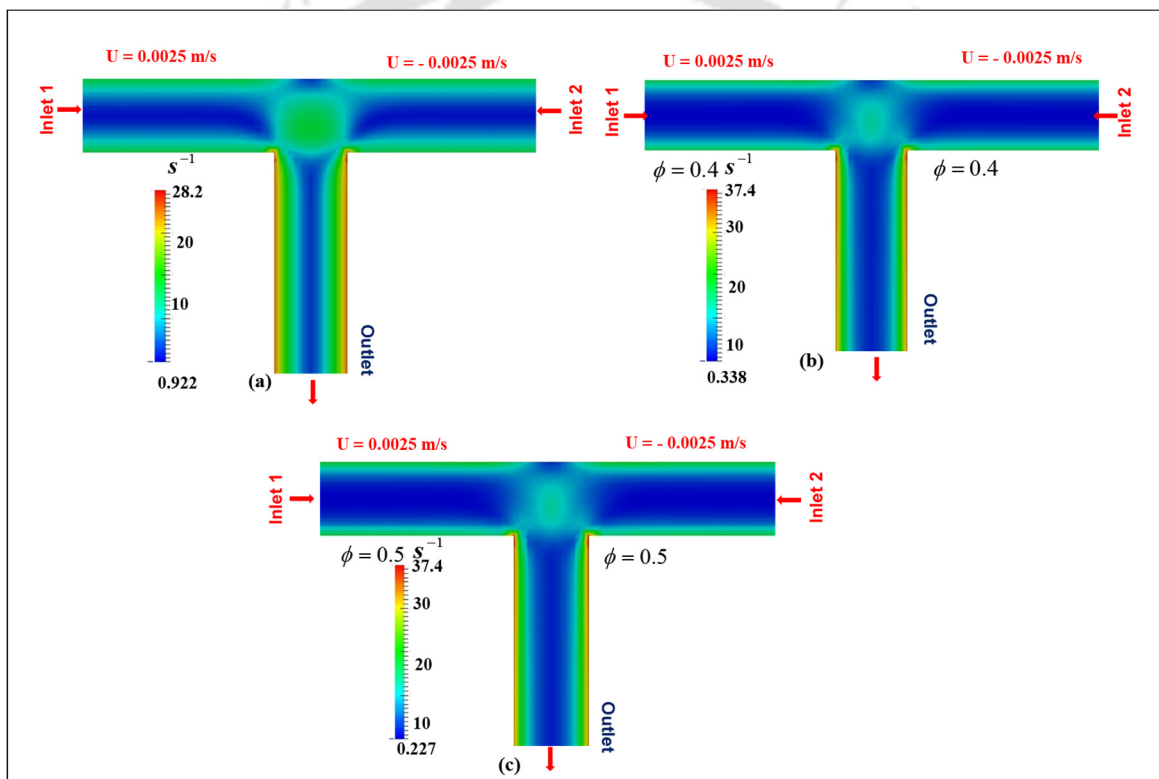 U = 0.0025 m/s
U = - 0.0025 m/s
Inlet 1
Inlet 2
s⁻¹
28.2
20
10
0.922
(a)
Outlet
U = 0.0025 m/s
U = - 0.0025 m/s
Inlet 1
Inlet 2
ϕ = 0.4 s⁻¹
ϕ = 0.4
37.4
30
20
10
0.338
(b)
Outlet
U = 0.0025 m/s
U = - 0.0025 m/s
Inlet 1
Inlet 2
ϕ = 0.5 s⁻¹
ϕ = 0.5
37.4
30
20
10
0.227
(c)
Outlet